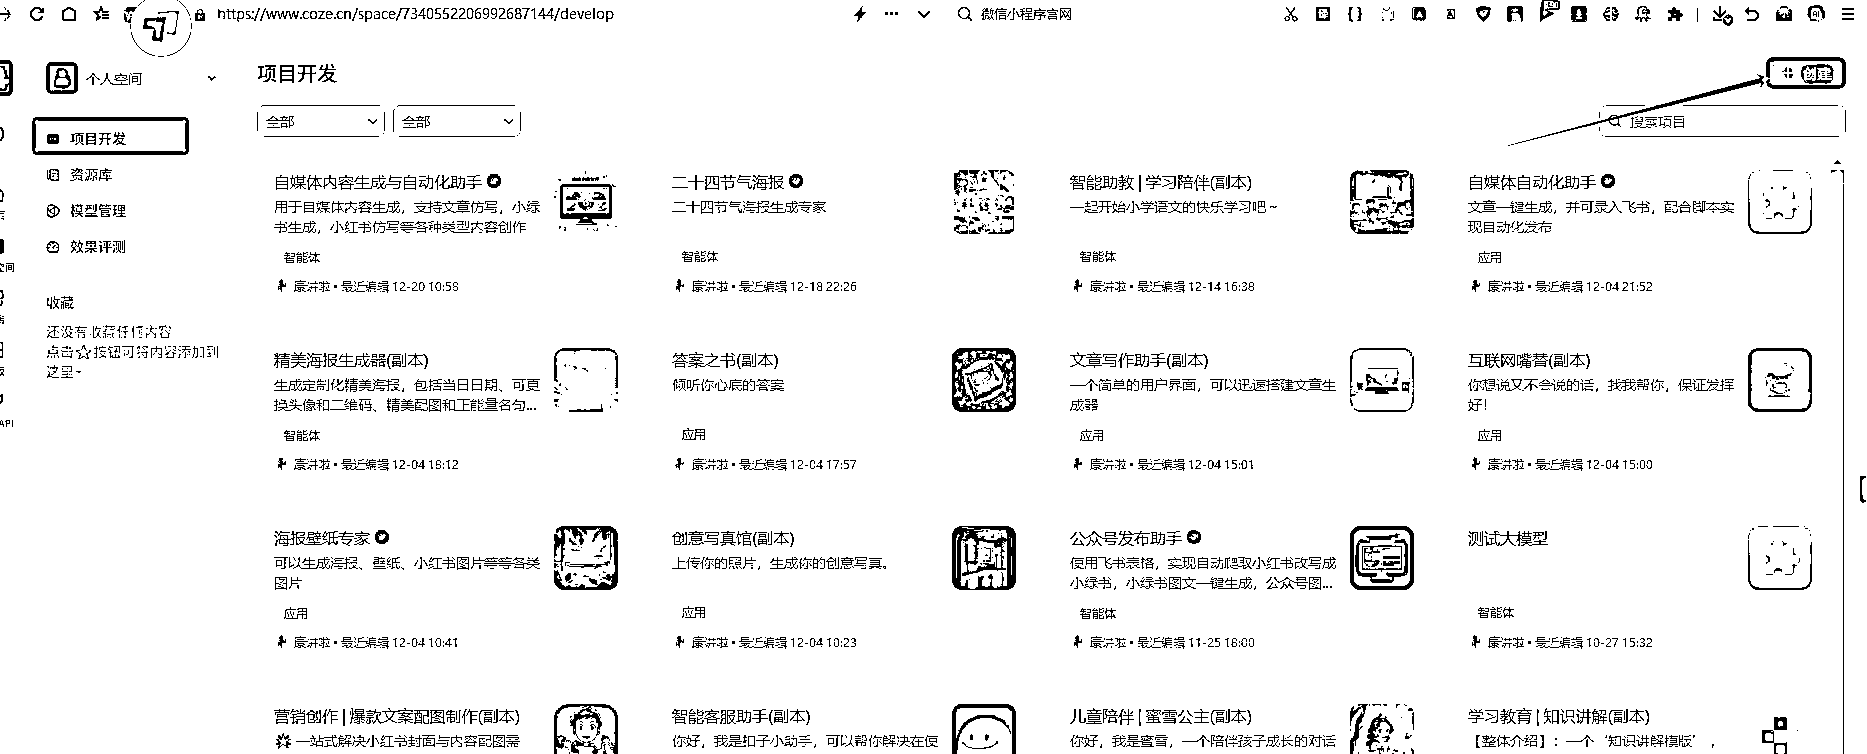 https://www.coze.cn/space/7340552206992687144/develop
微信小程序官网
个人空间
项目开发
创建
全部
全部
搜索项目
项目开发
资源库
模型管理
效果评测
收藏
还没有收藏任何内容
点击☆按钮可将内容添加到
这里~
API
自媒体内容生成与自动化助手
用于自媒体内容生成，支持文章仿写，小绿
书生成，小红书仿写等各种类型内容创作
智能体
康讲啦 • 最近编辑 12-20 10:58
二十四节气海报
二十四节气海报生成专家
智能体
康讲啦 • 最近编辑 12-18 22:26
智能助教 | 学习陪伴(副本)
一起开始小学语文的快乐学习吧~
智能体
康讲啦 • 最近编辑 12-14 16:38
自媒体自动化助手
文章一键生成，并可录入飞书，配合脚本实
现自动化发布
应用
康讲啦 • 最近编辑 12-04 21:52
精美海报生成器(副本)
生成定制化精美海报，包括当日日期、可更
换头像和二维码、精美配图和正能量名句...
智能体
康讲啦 • 最近编辑 12-04 18:12
答案之书(副本)
倾听你心底的答案
应用
康讲啦 • 最近编辑 12-04 17:57
文章写作助手(副本)
一个简单的用户界面，可以迅速搭建文章生
成器
应用
康讲啦 • 最近编辑 12-04 15:01
互联网嘴替(副本)
你想说又不会说的话，找我帮你，保证发挥
好！
应用
康讲啦 • 最近编辑 12-04 15:00
海报壁纸专家
可以生成海报、壁纸、小红书图片等等各类
图片
应用
康讲啦 • 最近编辑 12-04 10:41
创意写真馆(副本)
上传你的照片，生成你的创意写真。
应用
康讲啦 • 最近编辑 12-04 10:23
公众号发布助手
使用飞书表格，实现自动爬取小红书改写成
小绿书，小绿书图文一键生成，公众号图...
智能体
康讲啦 • 最近编辑 11-25 18:00
测试大模型
智能体
康讲啦 • 最近编辑 10-27 15:32
营销创作 | 爆款文案配图制作(副本)
一站式解决小红书封面与内容配图需
智能客服助手(副本)
你好，我是扣子小助手，可以帮你解决在使
儿童陪伴 | 蜜雪公主(副本)
你好，我是蜜雪，一个陪伴孩子成长的对话
学习教育 | 知识讲解(副本)
【整体介绍】：一个‘知识讲解模版’，